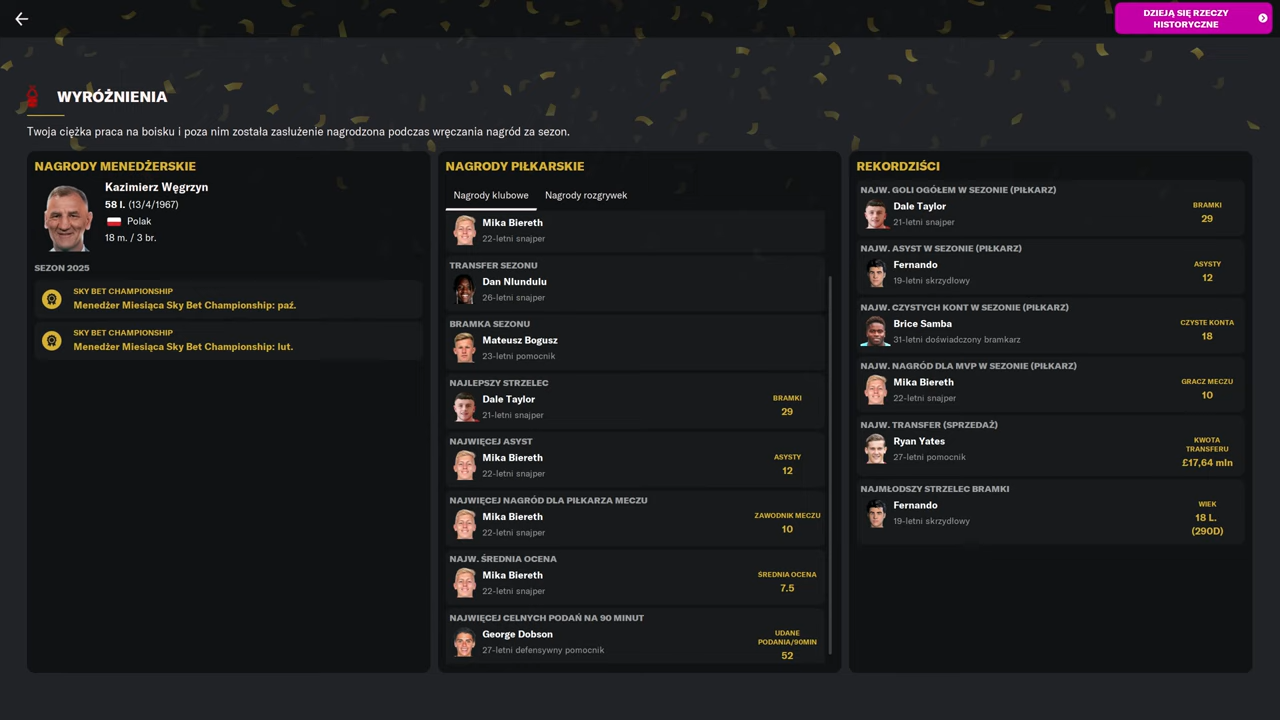 DZIEJĄ SIĘ RZECZY
HISTORYCZNE
WYRÓŻNIENIA
Twoja ciężka praca na boisku i poza nim została zasłużenie nagrodzona podczas wręczania nagród za sezon.
NAGRODY MENEDŻERSKIE
Kazimierz Węgrzyn
58 l. (13/4/1967)
Polak
18 m. / 3 br.
SEZON 2025
SKY BET CHAMPIONSHIP
Menedżer Miesiąca Sky Bet Championship: paź.
SKY BET CHAMPIONSHIP
Menedżer Miesiąca Sky Bet Championship: lut.
NAGRODY PIŁKARSKIE
Nagrody klubowe
Nagrody rozgrywek
Mika Biereth
22-letni snajper
TRANSFER SEZONU
Dan Nlundulu
26-letni snajper
BRAMKA SEZONU
Mateusz Bogusz
23-letni pomocnik
NAJLEPSZY STRZELEC
Dale Taylor
21-letni snajper
BRAMKI
29
NAJWIĘCEJ ASYST
Mika Biereth
22-letni snajper
ASYSTY
12
NAJWIĘCEJ NAGRÓD DLA PIŁKARZA MECZU
Mika Biereth
22-letni snajper
ZAWODNIK MECZU
10
NAJW. ŚREDNIA OCENA
Mika Biereth
22-letni snajper
ŚREDNIA OCENA
7.5
NAJWIĘCEJ CELNYCH PODAŃ NA 90 MINUT
George Dobson
27-letni defensywny pomocnik
UDANE
PODANIA/90MIN
52
REKORDZIŚCI
NAJW. GOLI OGÓŁEM W SEZONIE (PIŁKARZ)
Dale Taylor
21-letni snajper
BRAMKI
29
NAJW. ASYST W SEZONIE (PIŁKARZ)
Fernando
19-letni skrzydłowy
ASYSTY
12
NAJW. CZYSTYCH KONT W SEZONIE (PIŁKARZ)
Brice Samba
31-letni doświadczony bramkarz
CZYSTE KONTA
18
NAJW. NAGRÓD DLA MVP W SEZONIE (PIŁKARZ)
Mika Biereth
22-letni snajper
GRACZ MECZU
10
NAJW. TRANSFER (SPRZEDAŻ)
Ryan Yates
27-letni pomocnik
KWOTA
TRANSFERU
£17,64 mln
NAJMŁODSZY STRZELEC BRAMKI
Fernando
19-letni skrzydłowy
WIEK
18 L.
(290D)